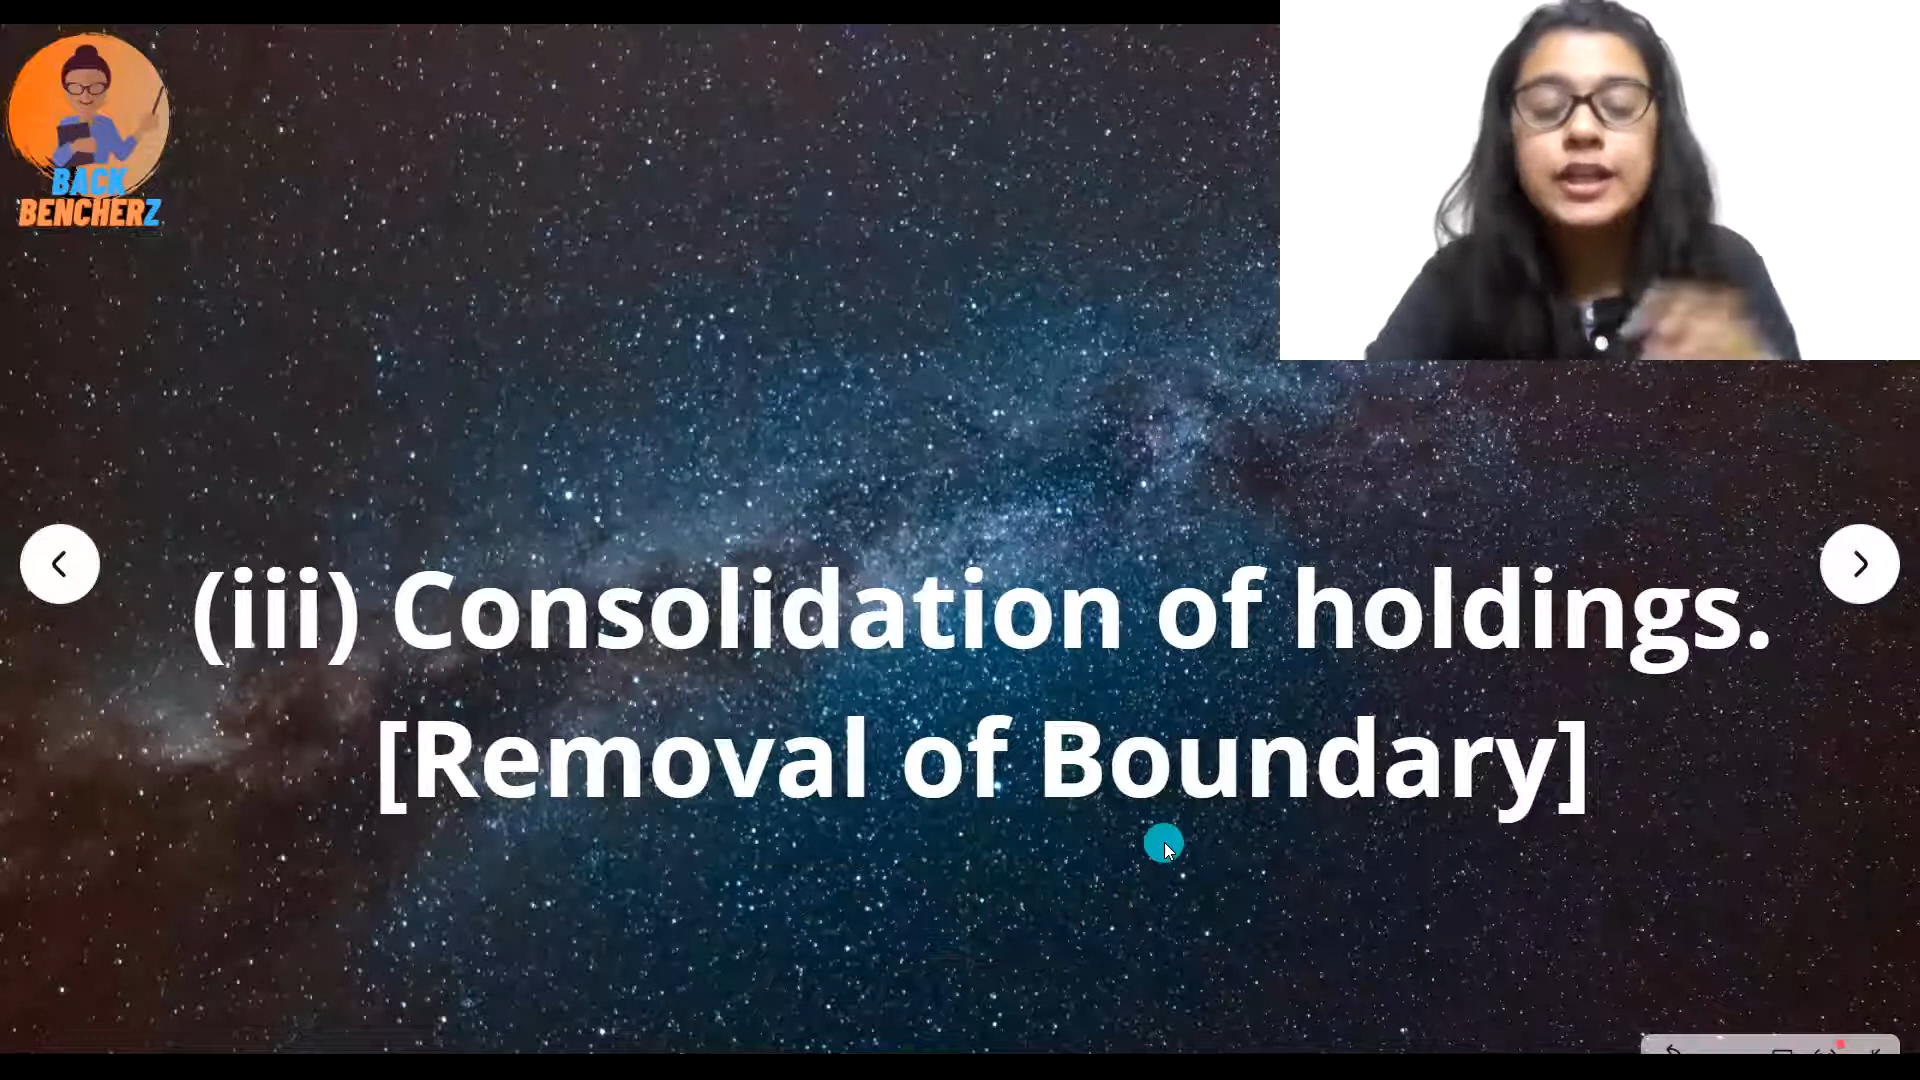 BACK
BENCHERZ
(iii) Consolidation of holdings.
[Removal of Boundary]